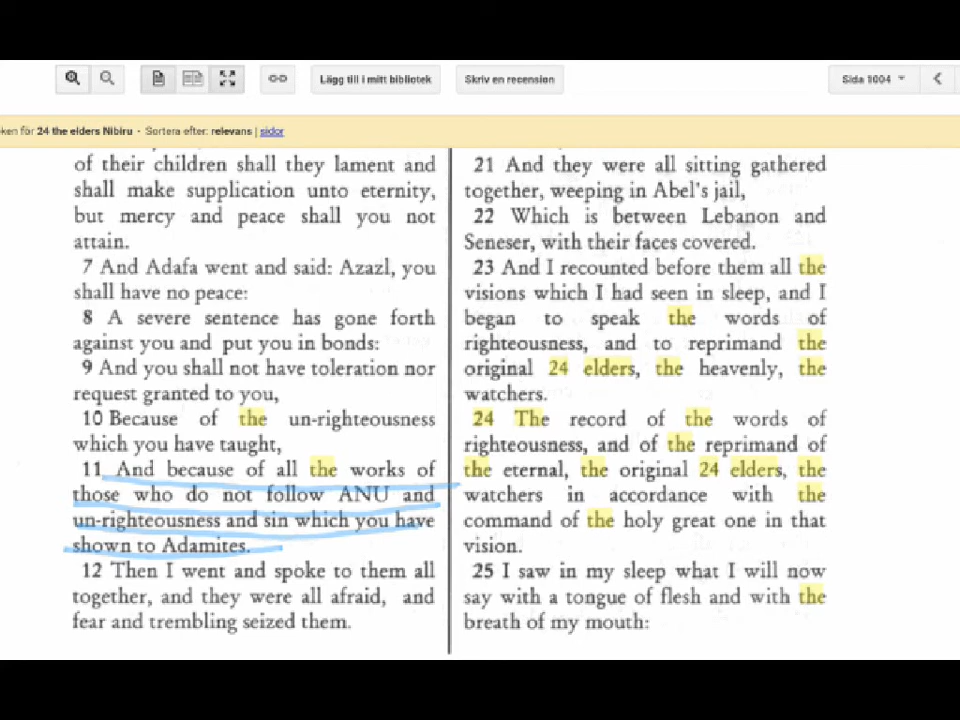 Lägg till i mitt bibliotek
Skriv en recension
Sida 1004
ken för 24 the elders Nibiru - Sortera efter: relevans | sidor
of their children shall they lament and
shall make supplication unto eternity,
but mercy and peace shall you not
attain.
7 And Adafa went and said: Azazl, you
shall have no peace:
8 A severe sentence has gone forth
against you and put you in bonds:
9 And you shall not have toleration nor
request granted to you,
10 Because of the un-righteousness
which you have taught,
11 And because of all the works of
those who do not follow ANU and
un-righteousness and sin which you have
shown to Adamites.
12 Then I went and spoke to them all
together, and they were all afraid, and
fear and trembling seized them.
21 And they were all sitting gathered
together, weeping in Abel's jail,
22 Which is between Lebanon and
Seneser, with their faces covered.
23 And I recounted before them all the
visions which I had seen in sleep, and I
began to speak the words of
righteousness, and to reprimand the
original 24 elders, the heavenly, the
watchers.
24 The record of the words of
righteousness, and of the reprimand of
the eternal, the original 24 elders, the
watchers in accordance with the
command of the holy great one in that
vision.
25 I saw in my sleep what I will now
say with a tongue of flesh and with the
breath of my mouth: